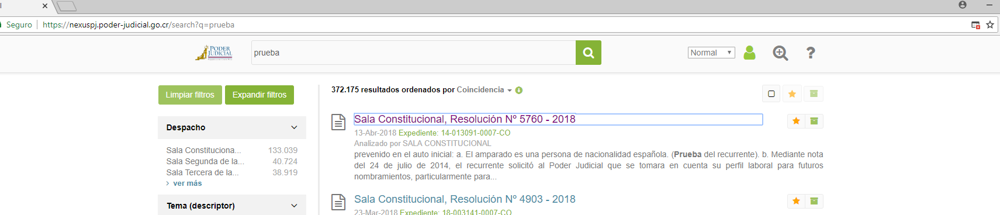 l
Seguro https://nexuspj.poder-judicial.go.cr/search?q=prueba
PODER
JUDICIAL
prueba
Normal
?
Limpiar filtros Expandir filtros
372.175 resultados ordenados por Coincidencia
Despacho
Sala Constituciona... 133.039
Sala Segunda de la... 40.724
Sala Tercera de la... 38.919
ver más
Tema (descriptor)
Sala Constitucional, Resolución Nº 5760 - 2018
13-Abr-2018 Expediente: 14-013091-0007-CO
Analizado por SALA CONSTITUCIONAL
prevenido en el auto inicial: a. El amparado es una persona de nacionalidad española. (Prueba del recurrente). b. Mediante nota
del 24 de julio de 2014, el recurrente solicitó al Poder Judicial que se tomara en cuenta su perfil laboral para futuros
nombramientos, particularmente para...
Sala Constitucional, Resolución Nº 4903 - 2018
23-Mar-2018 Expediente: 18-003141-0007-CO